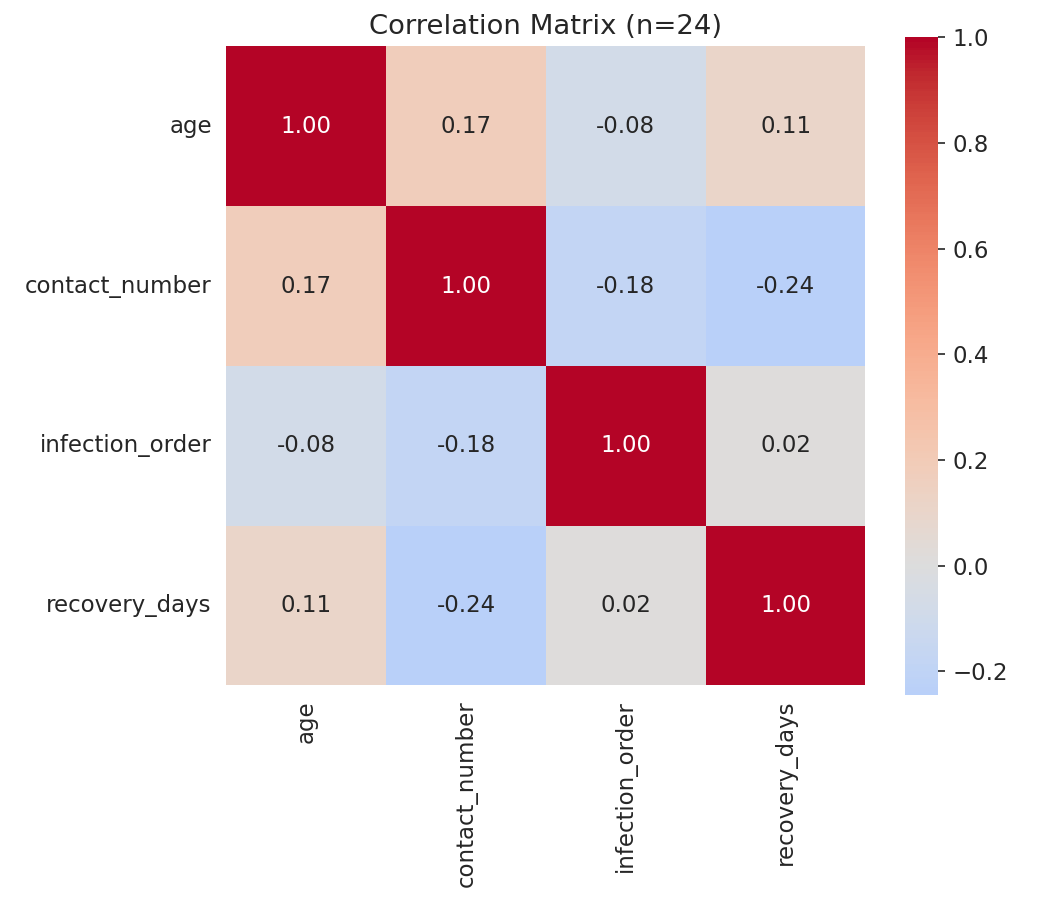 Correlation Matrix (n=24)
age 1.00 0.17 -0.08 0.11
contact_number 0.17 1.00 -0.18 -0.24
infection_order -0.08 -0.18 1.00 0.02
recovery_days 0.11 -0.24 0.02 1.00
age
contact_number
infection_order
recovery_days
1.0
0.8
0.6
0.4
0.2
0.0
−0.2